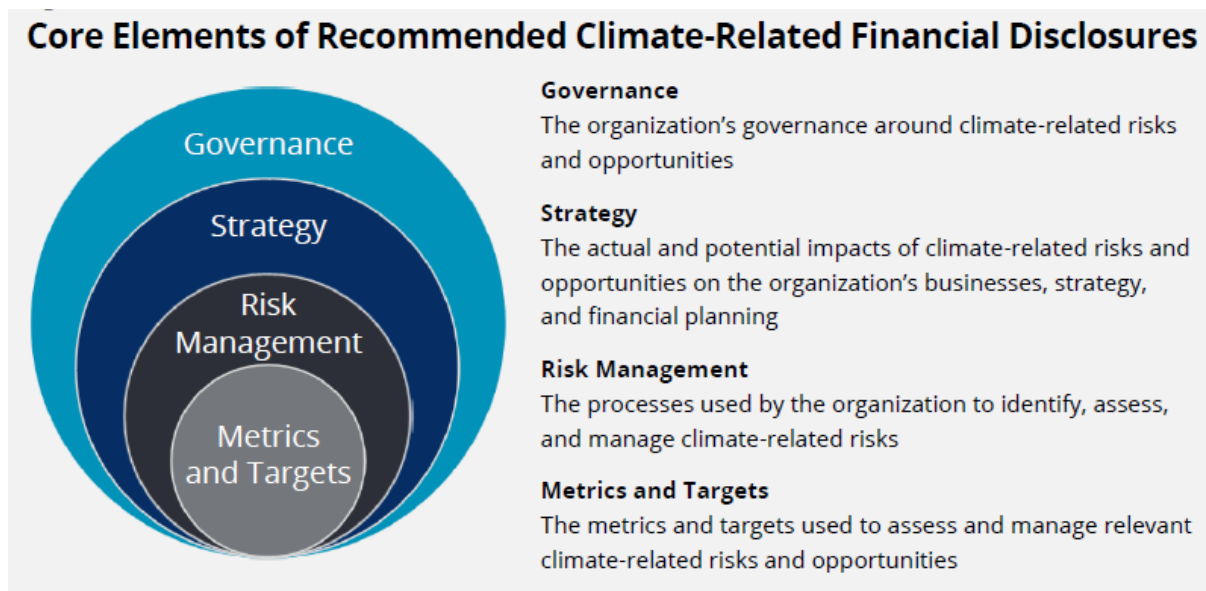 Core Elements of Recommended Climate-Related Financial Disclosures
Governance
Strategy
Risk
Management
Metrics
and Targets
Governance
The organization’s governance around climate-related risks
and opportunities
Strategy
The actual and potential impacts of climate-related risks and
opportunities on the organization’s businesses, strategy,
and financial planning
Risk Management
The processes used by the organization to identify, assess,
and manage climate-related risks
Metrics and Targets
The metrics and targets used to assess and manage relevant
climate-related risks and opportunities